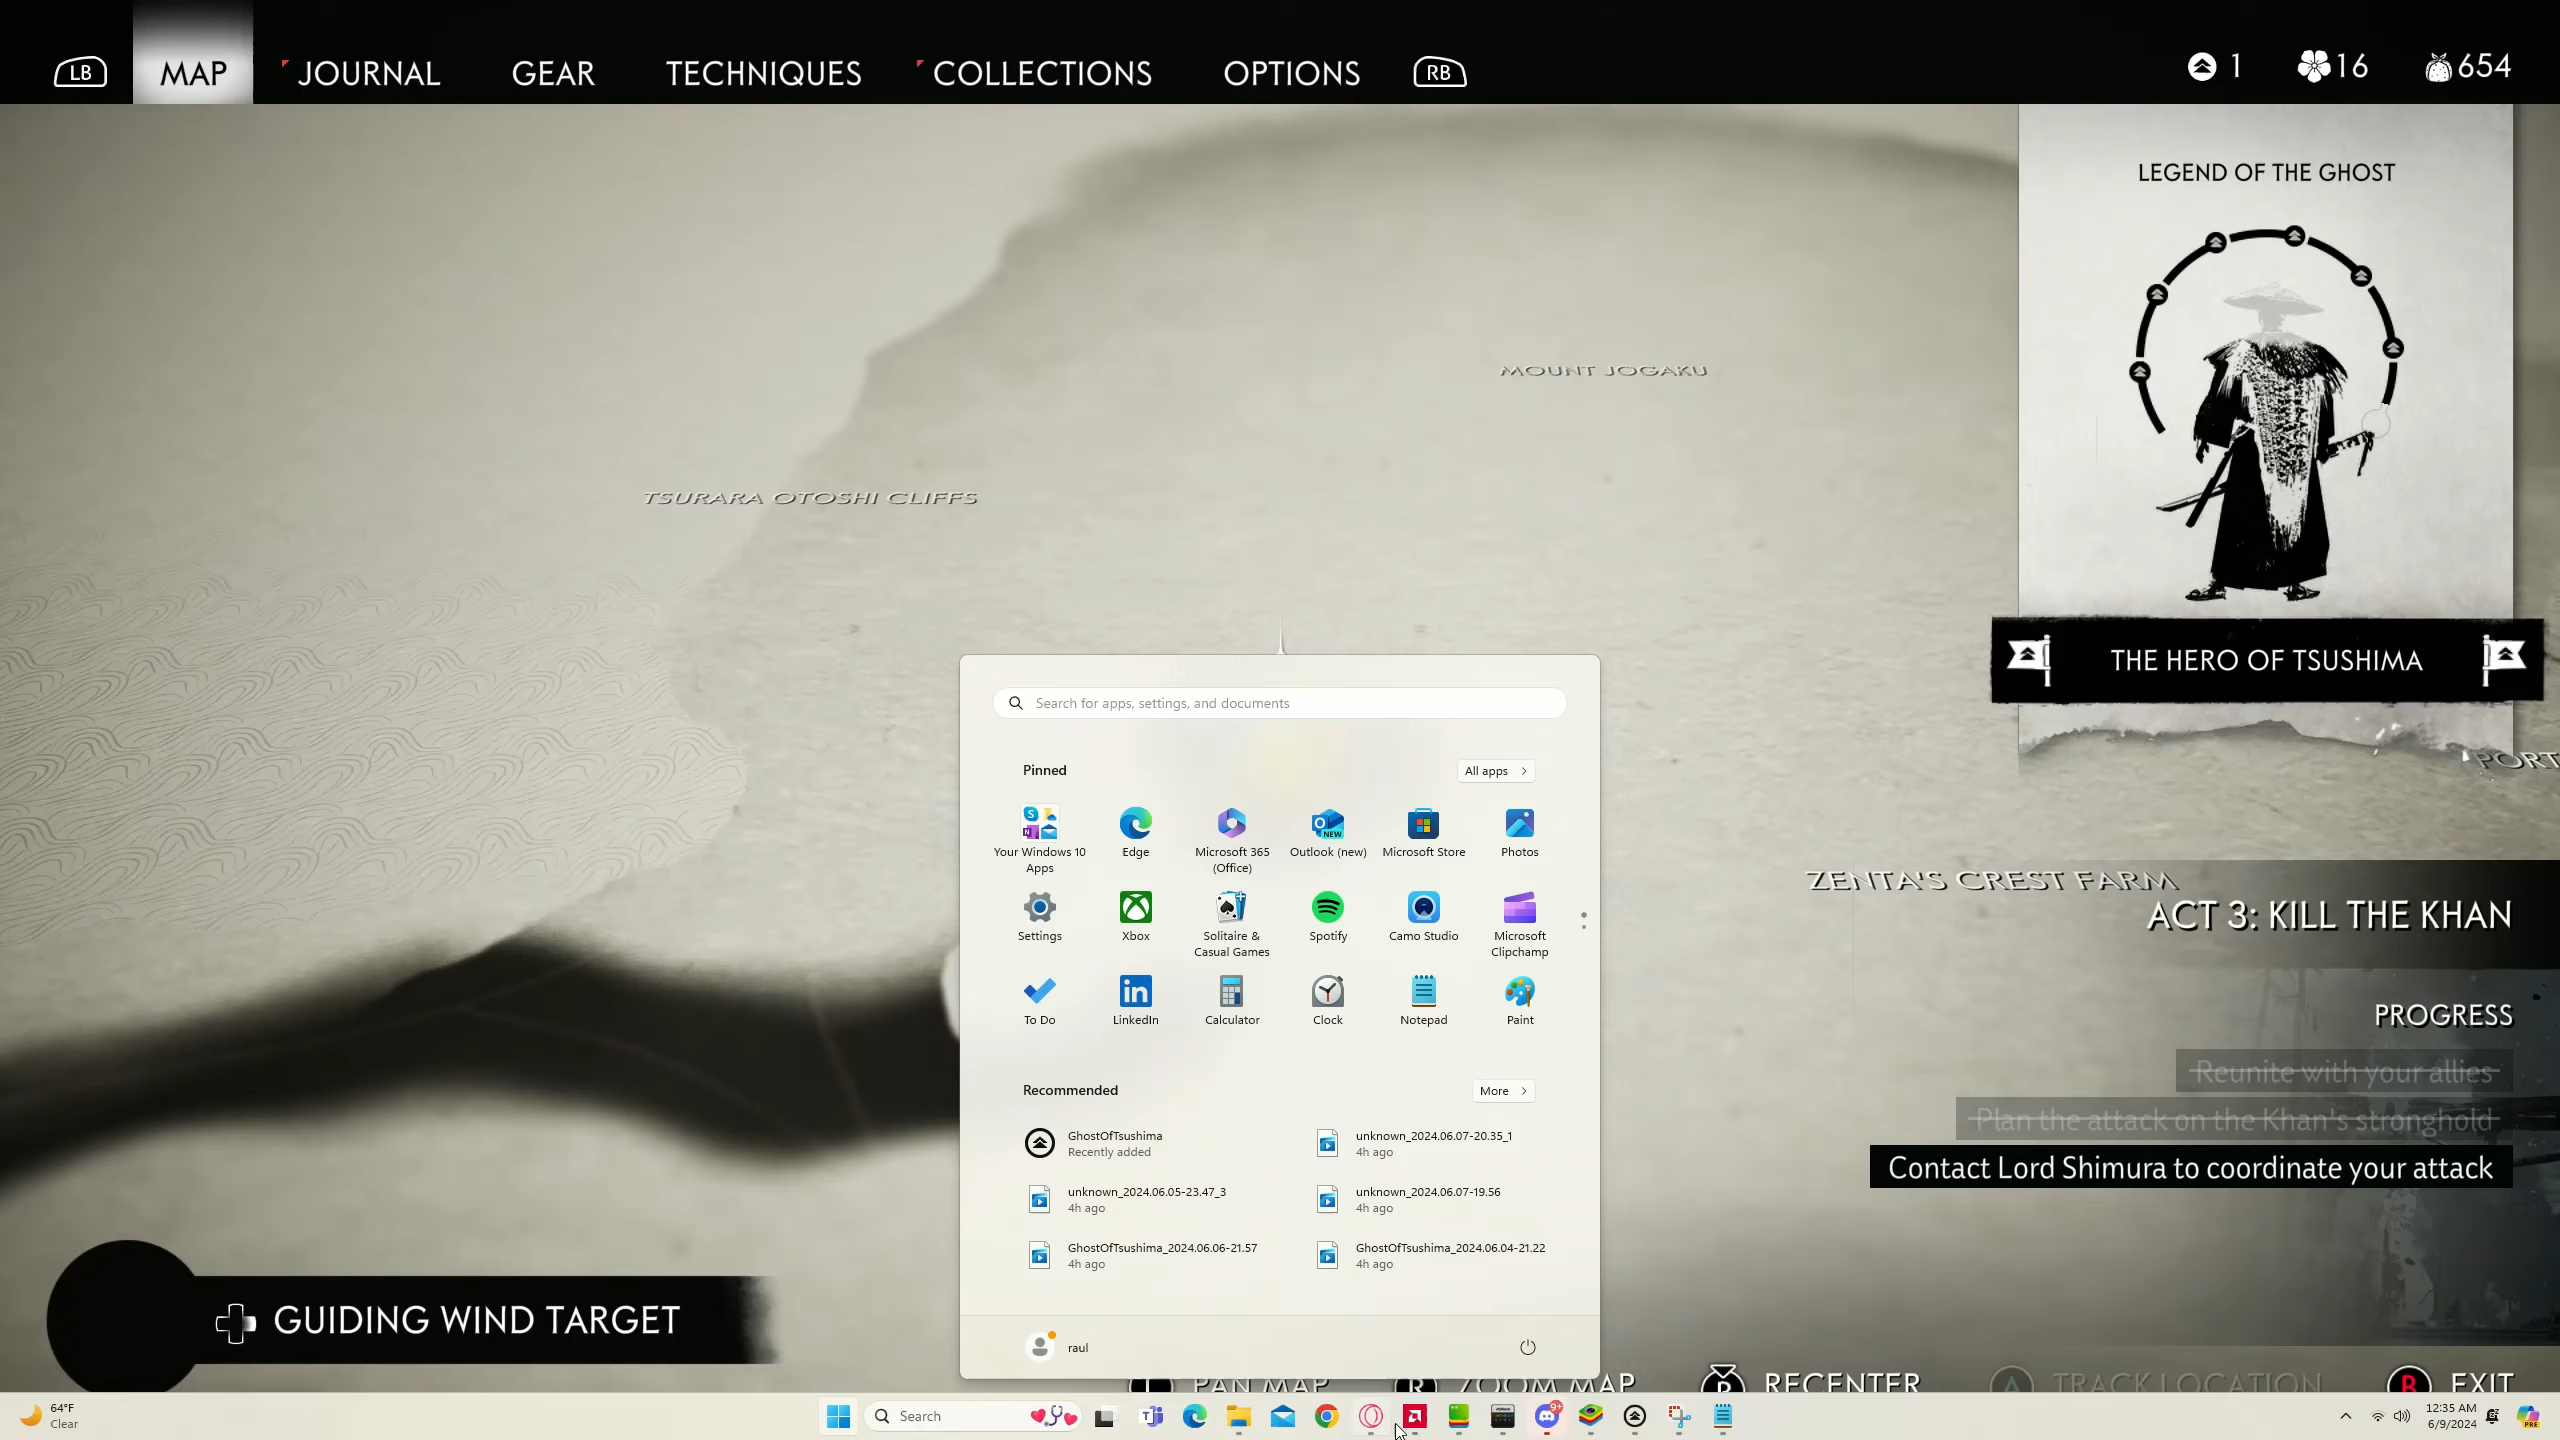 LB
MAP
JOURNAL
GEAR
TECHNIQUES
COLLECTIONS
OPTIONS
RB
1
16
654
LEGEND OF THE GHOST
MOUNT JOGAKU
TSURARA OTOSHI CLIFFS
THE HERO OF TSUSHIMA
PORT
Search for apps, settings, and documents
Pinned
All apps
Your Windows 10
Apps
Edge
Microsoft 365
(Office)
Outlook (new)
Microsoft Store
Photos
Settings
Xbox
Solitaire &
Casual Games
Spotify
Camo Studio
Microsoft
Clipchamp
To Do
LinkedIn
Calculator
Clock
Notepad
Paint
Recommended
More
GhostOfTsushima
Recently added
unknown_2024.06.07-20.35_1
4h ago
unknown_2024.06.05-23.47_3
4h ago
unknown_2024.06.07-19.56
4h ago
GhostOfTsushima_2024.06.06-21.57
4h ago
GhostOfTsushima_2024.06.04-21.22
4h ago
raul
ZENTA'S CREST FARM
ACT 3: KILL THE KHAN
PROGRESS
Reunite with your allies
Plan the attack on the Khan's stronghold
Contact Lord Shimura to coordinate your attack
GUIDING WIND TARGET
PAN MAP
R
ZOOM MAP
RECENTER
A
TRACK LOCATION
B
EXIT
64°F
Clear
Search
9+
12:35 AM
6/9/2024
PRE